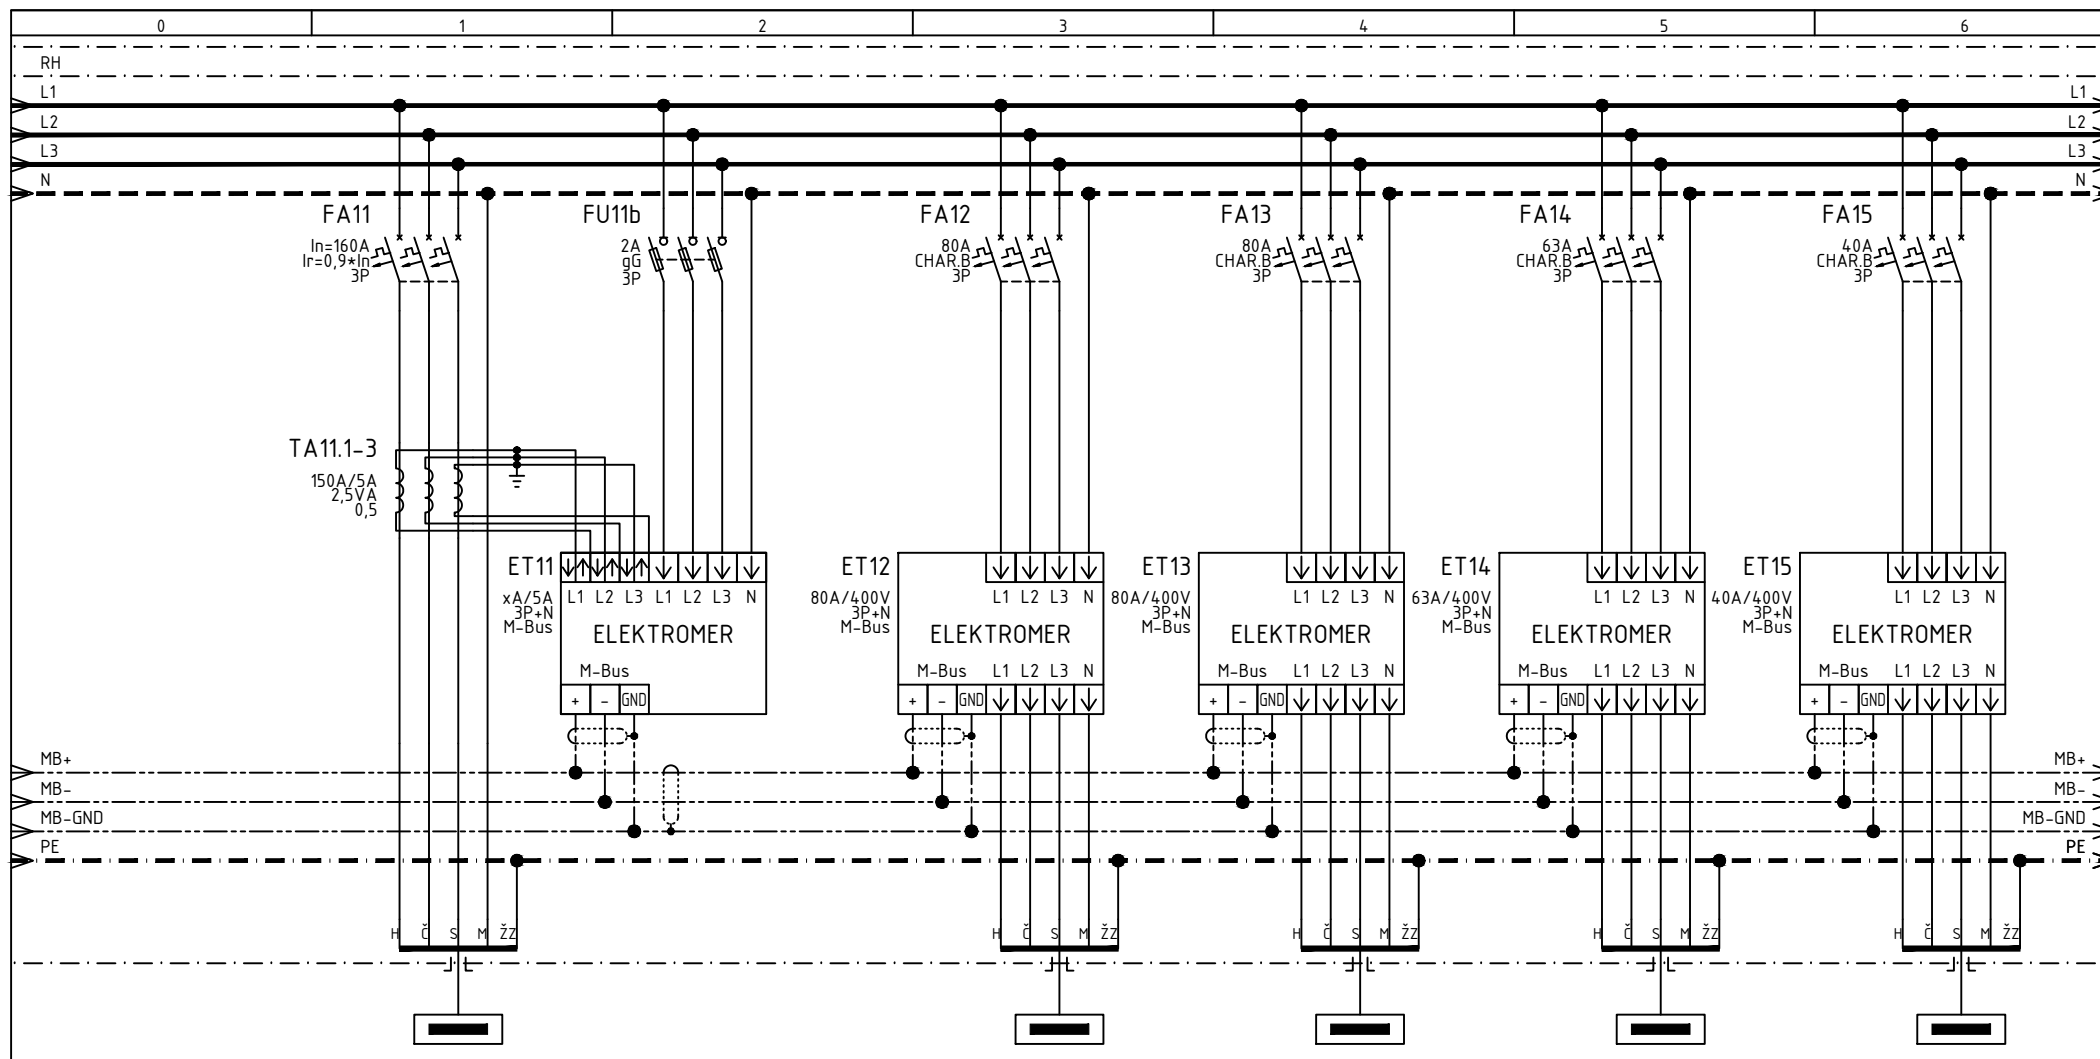 0 1 2 3 4 5 6
RH
L1 L1
L2 L2
L3 L3
N N
FA11 FU11b FA12 FA13 FA14 FA15
In=160A 2A 80A 80A 63A 40A
Ir=0,9*In gG CHAR.B CHAR.B CHAR.B CHAR.B
3P 3P 3P 3P 3P 3P
TA11.1-3
150A/5A
2,5VA
0,5
ET11 ET12 ET13 ET14 ET15
xA/5A L1 L2 L3 L1 L2 L3 N 80A/400V L1 L2 L3 N 80A/400V L1 L2 L3 N 63A/400V L1 L2 L3 N 40A/400V L1 L2 L3 N
3P+N 3P+N 3P+N 3P+N 3P+N
M-Bus M-Bus M-Bus M-Bus M-Bus
ELEKTROMER ELEKTROMER ELEKTROMER ELEKTROMER ELEKTROMER
M-Bus M-Bus L1 L2 L3 N M-Bus L1 L2 L3 N M-Bus L1 L2 L3 N M-Bus L1 L2 L3 N
+ - GND + - GND + - GND + - GND + - GND
MB+ MB+
MB- MB-
MB-GND MB-GND
PE PE
H Č S M ŽZ H Č S M ŽZ H Č S M ŽZ H Č S M ŽZ H Č S M ŽZ